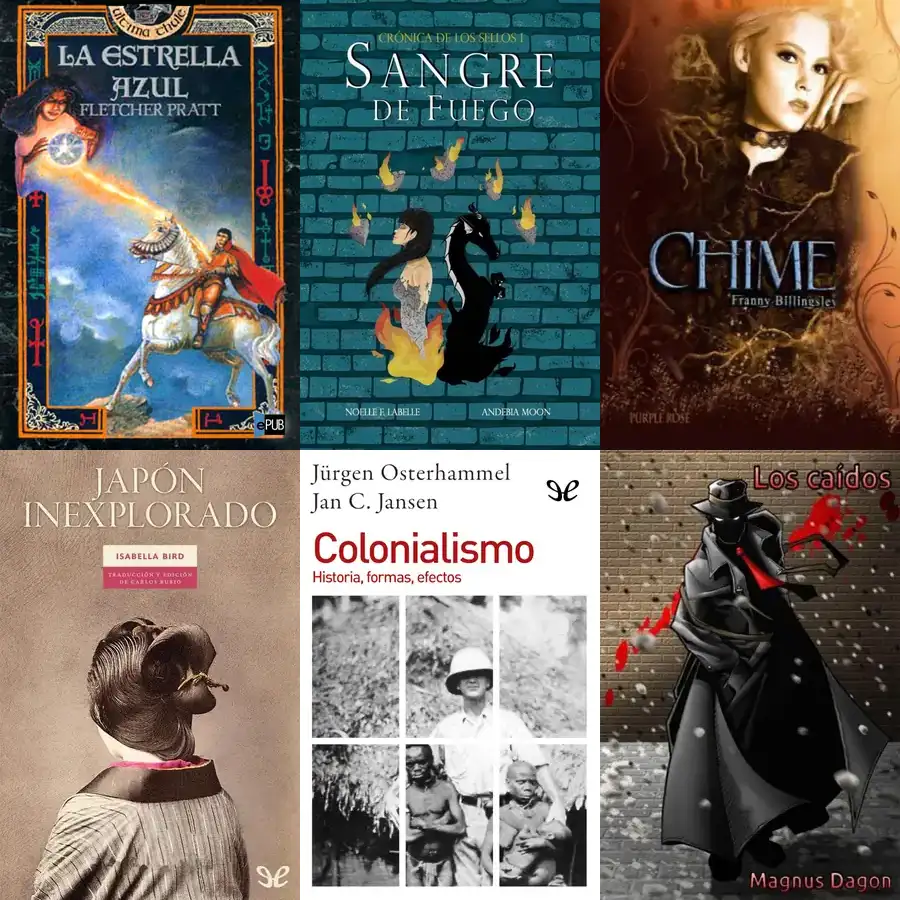 ULTIMA THULE
LA ESTRELLA
AZUL
FLETCHER PRATT
ePUB
CRÓNICA DE LOS SELLOS I
SANGRE
DE FUEGO
NOELLE F. LABELLE
ANDEBIA MOON
CHIME
Franny Billingsley
PURPLE ROSE
JAPÓN
INEXPLORADO
ISABELLA BIRD
TRADUCCIÓN Y EDICIÓN
DE CARLOS RUBIO
Jürgen Osterhammel
Jan C. Jansen
Colonialismo
Historia, formas, efectos
Los caídos
Magnus Dagon